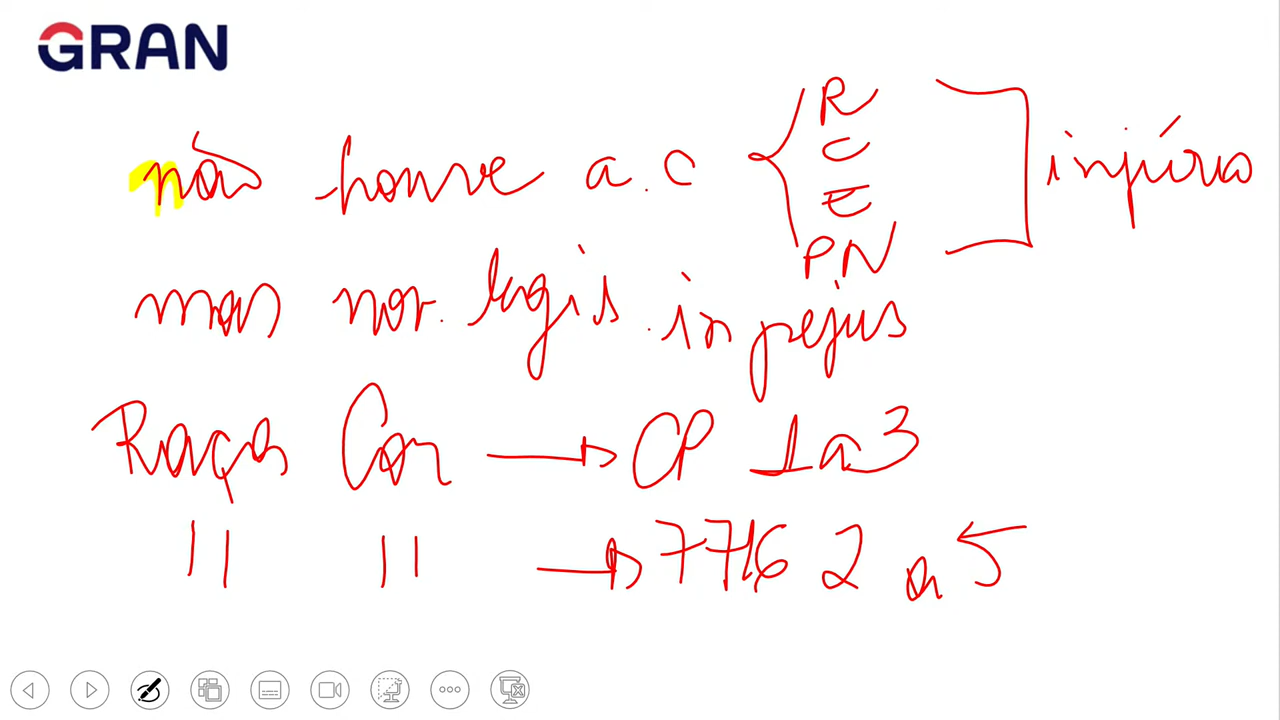 GRAN
não houve a.c { R
C
E
PN ] injúria
mas nov. legis. in pejus
Raça Cor → CP 1 a 3
" " → 7716 2 a 5